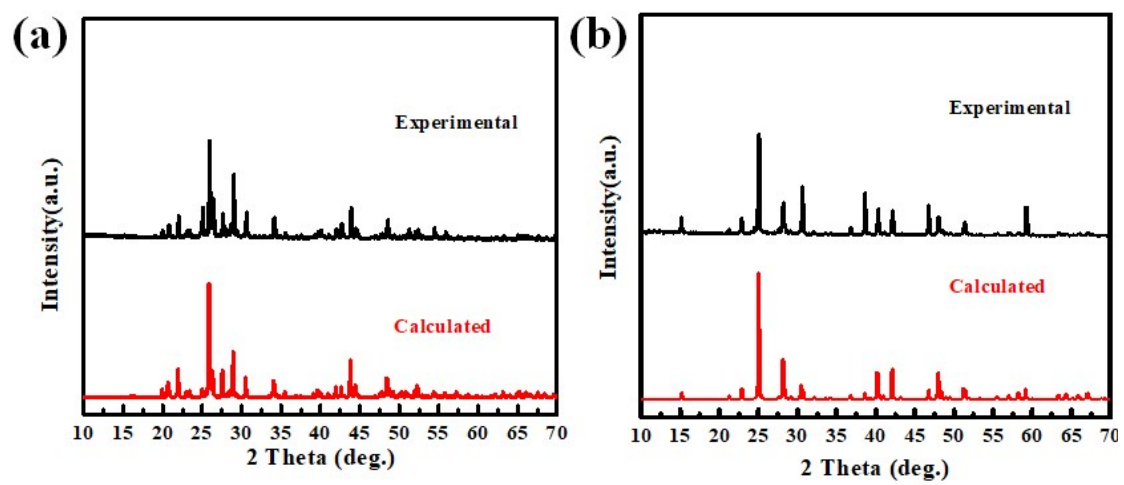 (a)
Intensity(a.u.)
Experimental
Calculated
10 15 20 25 30 35 40 45 50 55 60 65 70
2 Theta (deg.)
(b)
Intensity(a.u.)
Experimental
Calculated
10 15 20 25 30 35 40 45 50 55 60 65 70
2 Theta (deg.)